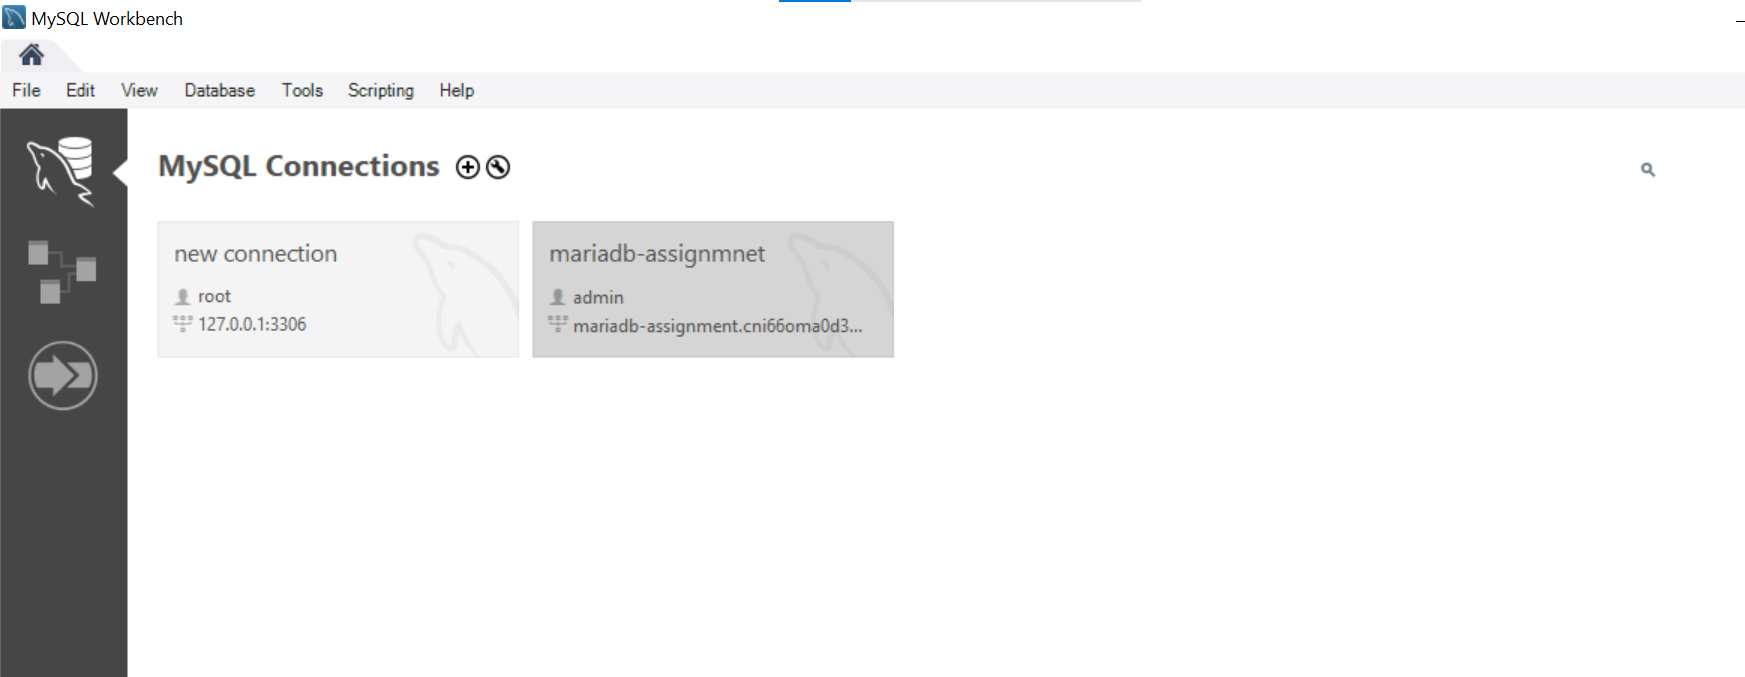 MySQL Workbench
File Edit View Database Tools Scripting Help
MySQL Connections
new connection
root
127.0.0.1:3306
mariadb-assignmnet
admin
mariadb-assignment.cni66oma0d3...